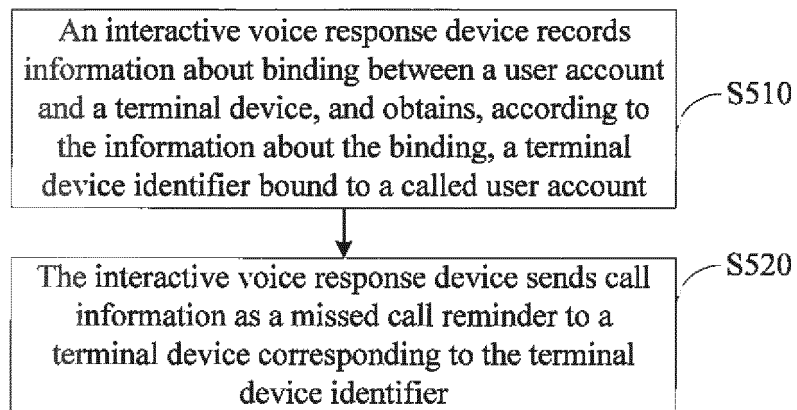 An interactive voice response device records
information about binding between a user account
and a terminal device, and obtains, according to
the information about the binding, a terminal
device identifier bound to a called user account
S510
The interactive voice response device sends call
information as a missed call reminder to a
terminal device corresponding to the terminal
device identifier
S520